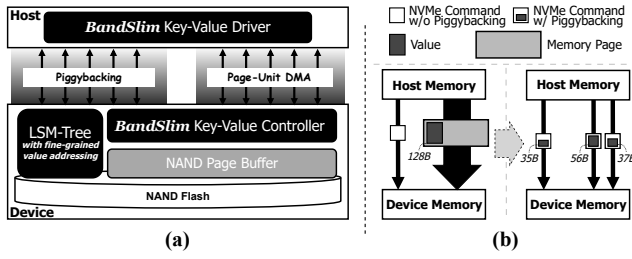 Host
BandSlim Key-Value Driver
Piggybacking
Page-Unit DMA
LSM-Tree
with fine-grained
value addressing
BandSlim Key-Value Controller
NAND Page Buffer
NAND Flash
Device
(a)
NVMe Command
w/o Piggybacking
NVMe Command
w/ Piggybacking
Value
Memory Page
Host Memory
128B
Device Memory
Host Memory
35B
56B
37B
Device Memory
(b)